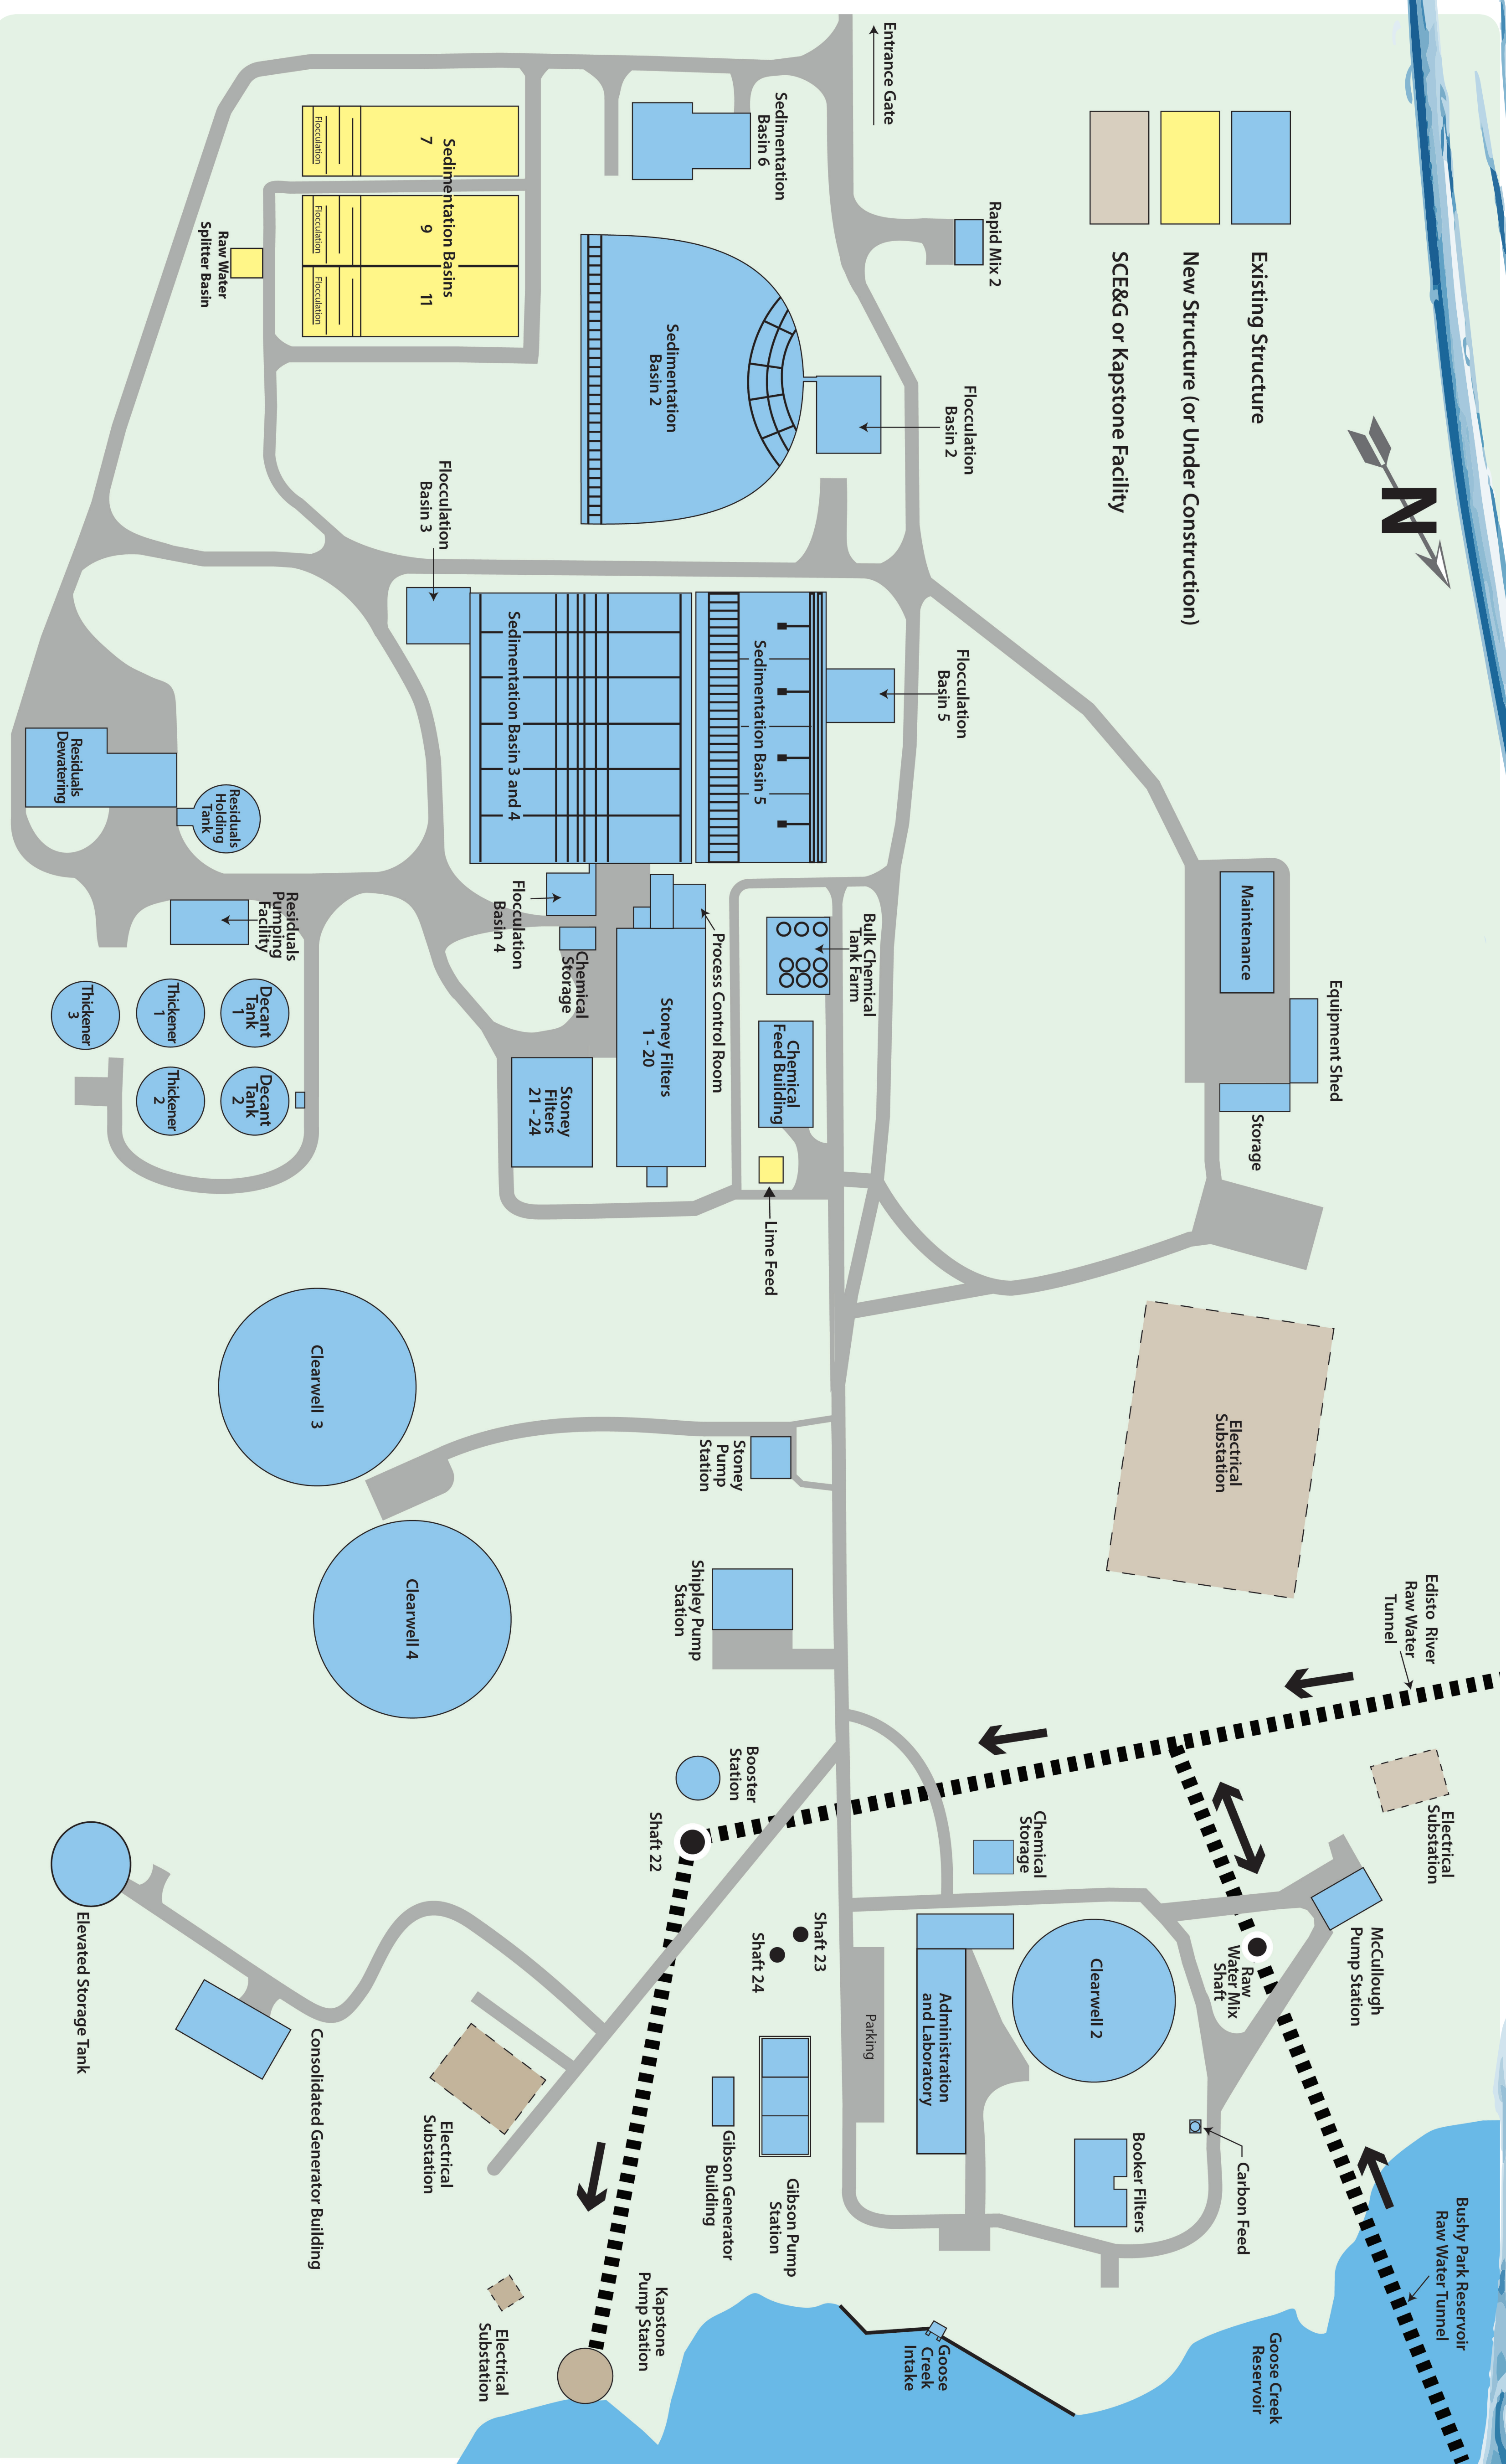 Entrance Gate
Existing Structure
New Structure (or Under Construction)
SCE&G or Kapstone Facility
N
Rapid Mix 2
Sedimentation
Basin 6
Flocculation
Basin 2
Sedimentation
Basin 2
Sedimentation Basins
7
9
11
Flocculation
Flocculation
Flocculation
Raw Water
Splitter Basin
Flocculation
Basin 3
Flocculation
Basin 5
Sedimentation Basin 5
Sedimentation Basin 3 and 4
Residuals
Dewatering
Residuals
Holding
Tank
Residuals
Pumping
Facility
Flocculation
Basin 4
Chemical
Storage
Process Control Room
Bulk Chemical
Tank Farm
Maintenance
Equipment Shed
Storage
Chemical
Feed Building
Stoney Filters
1 - 20
Stoney
Filters
21 - 24
Decant
Tank
1
Thickener
1
Thickener
3
Decant
Tank
2
Thickener
2
Lime Feed
Clearwell 3
Clearwell 4
Stoney
Pump
Station
Shipley Pump
Station
Electrical
Substation
Edisto River
Raw Water
Tunnel
Electrical
Substation
Booster
Station
Shaft 22
Chemical
Storage
McCullough
Pump Station
Raw
Water Mix
Shaft
Clearwell 2
Administration
and Laboratory
Parking
Shaft 23
Shaft 24
Elevated Storage Tank
Consolidated Generator Building
Electrical
Substation
Gibson Generator
Building
Gibson Pump
Station
Booker Filters
Carbon Feed
Bushy Park Reservoir
Raw Water Tunnel
Goose Creek
Reservoir
Goose
Creek
Intake
Kapstone
Pump Station
Electrical
Substation